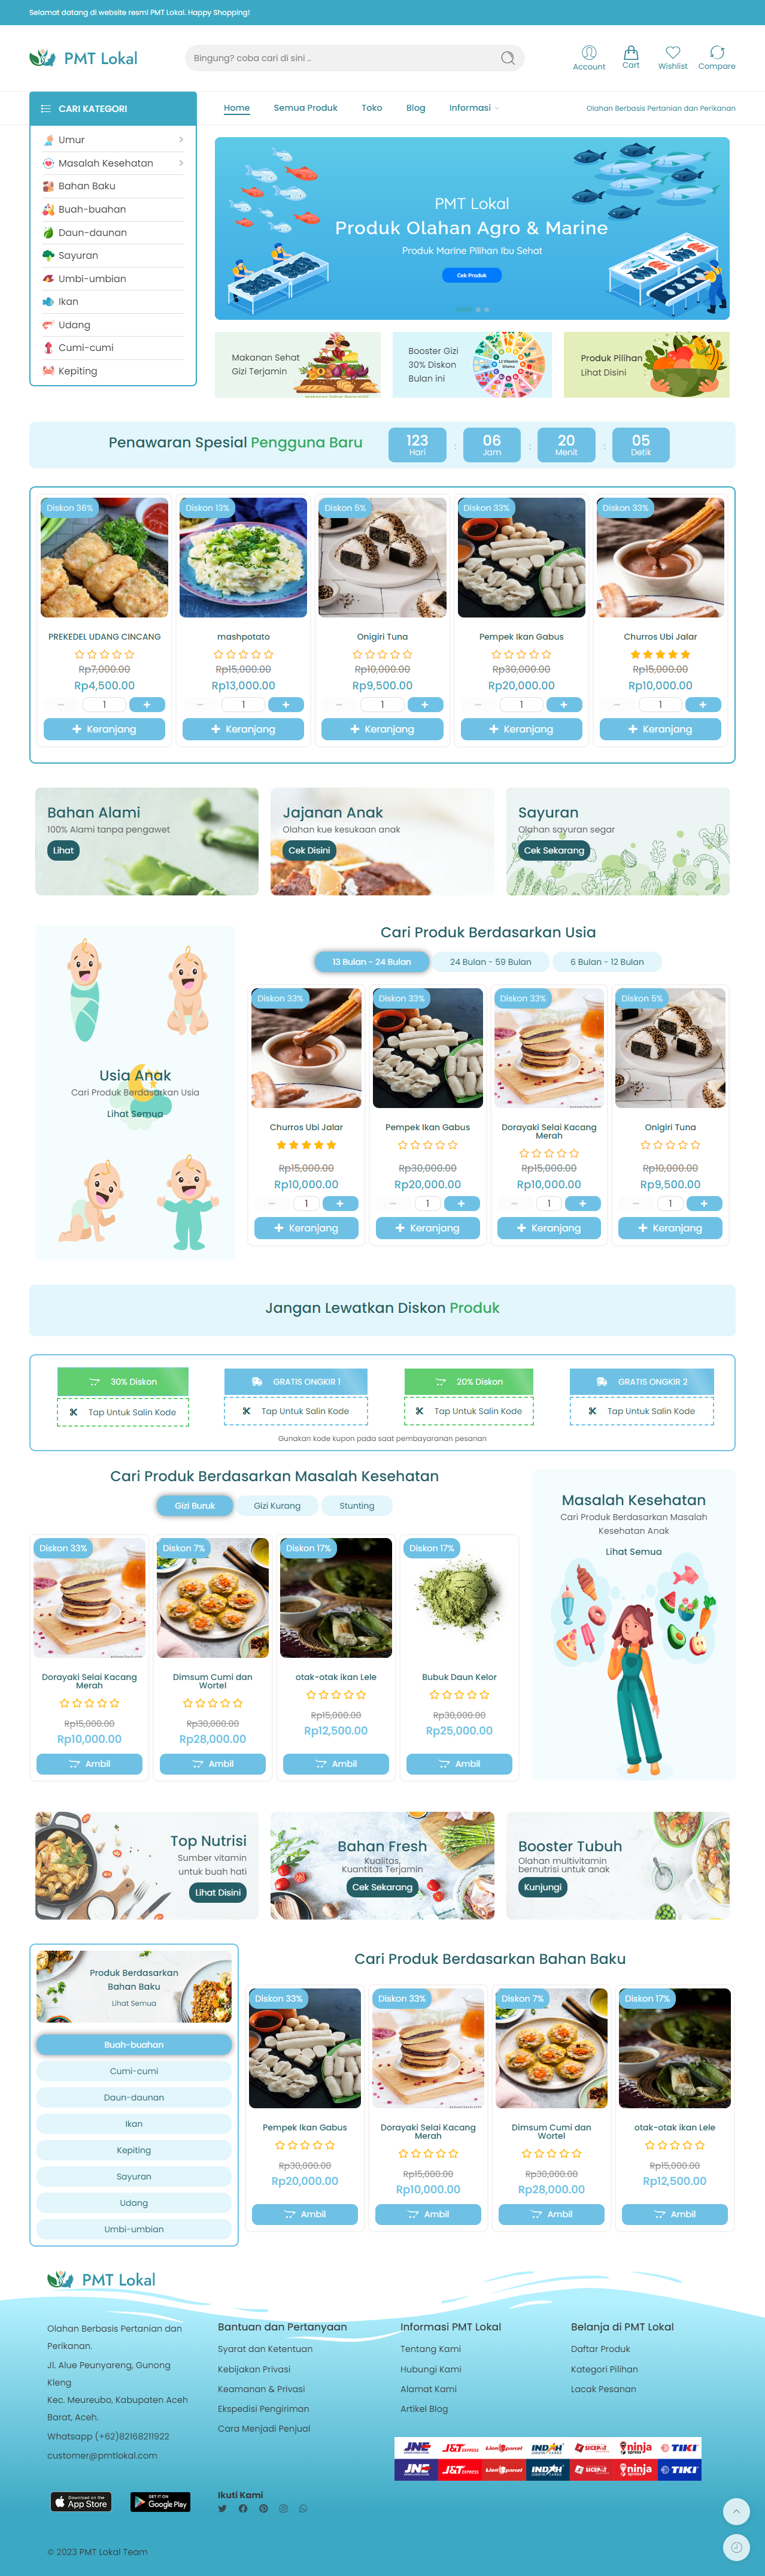 Selamat datang di website resmi PMT Lokal. Happy Shopping!
PMT Lokal
Bingung? coba cari di sini ..
Account
Cart
Wishlist
Compare
CARI KATEGORI
Home
Semua Produk
Toko
Blog
Informasi
Olahan Berbasis Pertanian dan Perikanan
Umur
Masalah Kesehatan
Bahan Baku
Buah-buahan
Daun-daunan
Sayuran
Umbi-umbian
Ikan
Udang
Cumi-cumi
Kepiting
PMT Lokal
Produk Olahan Agro & Marine
Produk Marine Pilihan Ibu Sehat
Cek Produk
Makanan Sehat
Gizi Terjamin
Booster Gizi
30% Diskon
Bulan ini
Produk Pilihan
Lihat Disini
Penawaran Spesial Pengguna Baru
123
Hari
:
06
Jam
:
20
Menit
:
05
Detik
Diskon 36%
PREKEDEL UDANG CINCANG
Rp7,000.00
Rp4,500.00
1
Keranjang
Diskon 13%
mashpotato
Rp15,000.00
Rp13,000.00
1
Keranjang
Diskon 5%
Onigiri Tuna
Rp10,000.00
Rp9,500.00
1
Keranjang
Diskon 33%
Pempek Ikan Gabus
Rp30,000.00
Rp20,000.00
1
Keranjang
Diskon 33%
Churros Ubi Jalar
Rp15,000.00
Rp10,000.00
1
Keranjang
Bahan Alami
100% Alami tanpa pengawet
Lihat
Jajanan Anak
Olahan kue kesukaan anak
Cek Disini
Sayuran
Olahan sayuran segar
Cek Sekarang
Usia Anak
Cari Produk Berdasarkan Usia
Lihat Semua
Cari Produk Berdasarkan Usia
13 Bulan - 24 Bulan
24 Bulan - 59 Bulan
6 Bulan - 12 Bulan
Diskon 33%
Churros Ubi Jalar
Rp15,000.00
Rp10,000.00
1
Keranjang
Diskon 33%
Pempek Ikan Gabus
Rp30,000.00
Rp20,000.00
1
Keranjang
Diskon 33%
Dorayaki Selai Kacang
Merah
Rp15,000.00
Rp10,000.00
1
Keranjang
Diskon 5%
Onigiri Tuna
Rp10,000.00
Rp9,500.00
1
Keranjang
Jangan Lewatkan Diskon Produk
30% Diskon
Tap Untuk Salin Kode
GRATIS ONGKIR 1
Tap Untuk Salin Kode
20% Diskon
Tap Untuk Salin Kode
GRATIS ONGKIR 2
Tap Untuk Salin Kode
Gunakan kode kupon pada saat pembayaranan pesanan
Cari Produk Berdasarkan Masalah Kesehatan
Gizi Buruk
Gizi Kurang
Stunting
Diskon 33%
Dorayaki Selai Kacang
Merah
Rp15,000.00
Rp10,000.00
Ambil
Diskon 7%
Dimsum Cumi dan
Wortel
Rp30,000.00
Rp28,000.00
Ambil
Diskon 17%
otak-otak ikan Lele
Rp15,000.00
Rp12,500.00
Ambil
Diskon 17%
Bubuk Daun Kelor
Rp30,000.00
Rp25,000.00
Ambil
Masalah Kesehatan
Cari Produk Berdasarkan Masalah
Kesehatan Anak
Lihat Semua
Top Nutrisi
Sumber vitamin
untuk buah hati
Lihat Disini
Bahan Fresh
Kualitas,
Kuantitas Terjamin
Cek Sekarang
Booster Tubuh
Olahan multivitamin
bernutrisi untuk anak
Kunjungi
Produk Berdasarkan
Bahan Baku
Lihat Semua
Buah-buahan
Cumi-cumi
Daun-daunan
Ikan
Kepiting
Sayuran
Udang
Umbi-umbian
Cari Produk Berdasarkan Bahan Baku
Diskon 33%
Pempek Ikan Gabus
Rp30,000.00
Rp20,000.00
Ambil
Diskon 33%
Dorayaki Selai Kacang
Merah
Rp15,000.00
Rp10,000.00
Ambil
Diskon 7%
Dimsum Cumi dan
Wortel
Rp30,000.00
Rp28,000.00
Ambil
Diskon 17%
otak-otak ikan Lele
Rp15,000.00
Rp12,500.00
Ambil
PMT Lokal
Olahan Berbasis Pertanian dan
Perikanan.
Jl. Alue Peunyareng, Gunong
Kleng
Kec. Meureubo, Kabupaten Aceh
Barat, Aceh.
Whatsapp (+62)82168211922
customer@pmtlokal.com
Bantuan dan Pertanyaan
Syarat dan Ketentuan
Kebijakan Privasi
Keamanan & Privasi
Ekspedisi Pengiriman
Cara Menjadi Penjual
Informasi PMT Lokal
Tentang Kami
Hubungi Kami
Alamat Kami
Artikel Blog
Belanja di PMT Lokal
Daftar Produk
Kategori Pilihan
Lacak Pesanan
JNE J&T EXPRESS Lion parcel INDAH SICEPAT ninja TIKI
JNE J&T EXPRESS Lion parcel INDAH SICEPAT ninja TIKI
Download on the
App Store
GET IT ON
Google Play
Ikuti Kami
© 2023 PMT Lokal Team